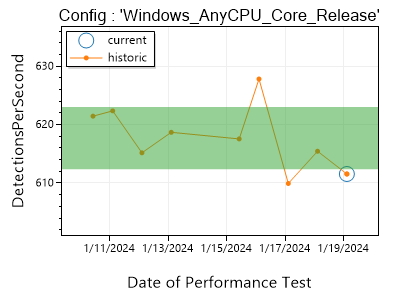 Config : 'Windows_AnyCPU_Core_Release'
current
historic
630
620
610
DetectionsPerSecond
1/11/2024 1/13/2024 1/15/2024 1/17/2024 1/19/2024
Date of Performance Test